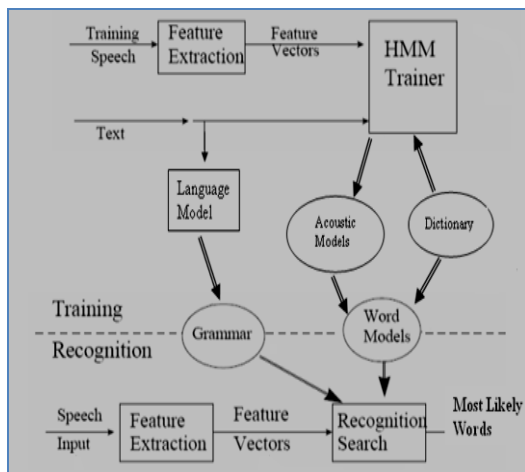 Training
Speech
Feature
Extraction
Feature
Vectors
HMM
Trainer
Text
Language
Model
Acoustic
Models
Dictionary
Training
Grammar
Word
Models
Recognition
Speech
Input
Feature
Extraction
Feature
Vectors
Recognition
Search
Most Likely
Words